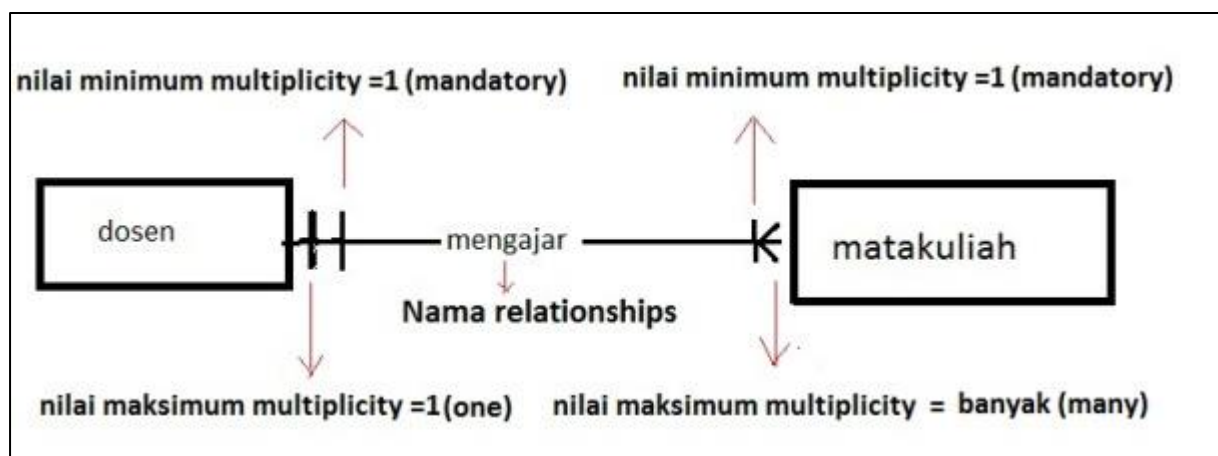 nilai minimum multiplicity =1 (mandatory)
nilai minimum multiplicity =1 (mandatory)
dosen
mengajar
matakuliah
Nama relationships
nilai maksimum multiplicity =1 (one)
nilai maksimum multiplicity = banyak (many)